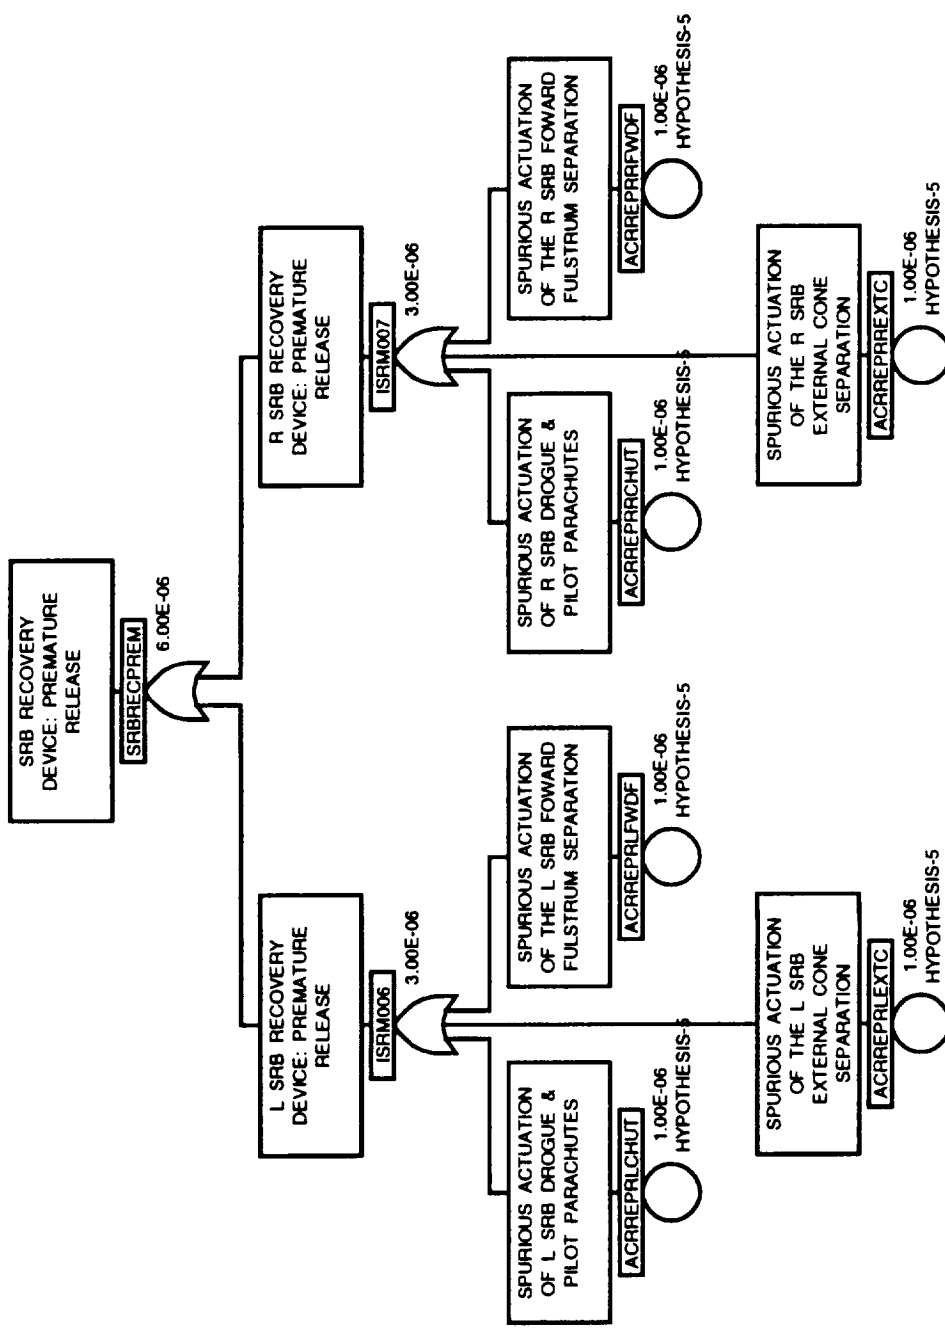 SRB RECOVERY
DEVICE: PREMATURE
RELEASE
SRBRECPREM
6.00E-06
L SRB RECOVERY
DEVICE: PREMATURE
RELEASE
ISRM006
3.00E-06
R SRB RECOVERY
DEVICE: PREMATURE
RELEASE
ISRM007
3.00E-06
SPURIOUS ACTUATION
OF L SRB DROGUE &
PILOT PARACHUTES
ACRREPRLCHUT
1.00E-06
HYPOTHESIS-5
SPURIOUS ACTUATION
OF THE L SRB FOWARD
FULSTRUM SEPARATION
ACRREPRLFWDF
1.00E-06
HYPOTHESIS-5
SPURIOUS ACTUATION
OF R SRB DROGUE &
PILOT PARACHUTES
ACRREPRRCHUT
1.00E-06
HYPOTHESIS-5
SPURIOUS ACTUATION
OF THE R SRB FOWARD
FULSTRUM SEPARATION
ACRREPRRFWDF
1.00E-06
HYPOTHESIS-5
SPURIOUS ACTUATION
OF THE L SRB
EXTERNAL CONE
SEPARATION
ACRREPRLEXTC
1.00E-06
HYPOTHESIS-5
SPURIOUS ACTUATION
OF THE R SRB
EXTERNAL CONE
SEPARATION
ACRREPRREXTC
1.00E-06
HYPOTHESIS-5